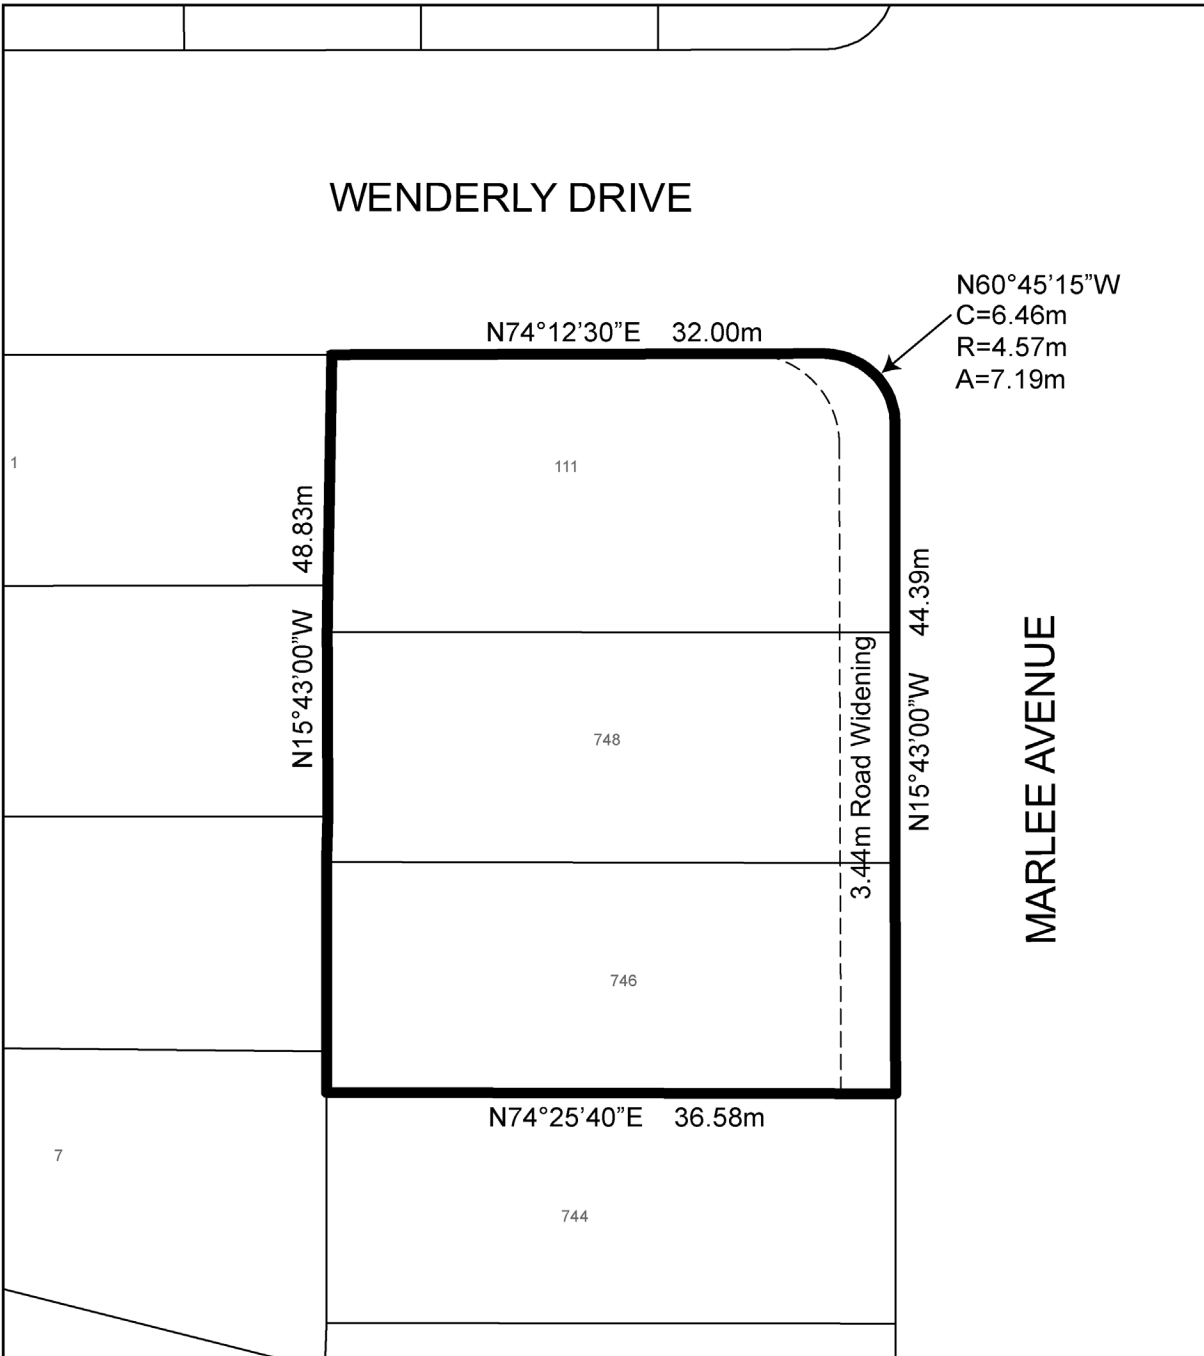 WENDERLY DRIVE
N60°45’15”W
C=6.46m
R=4.57m
A=7.19m
N74°12’30”E 32.00m
1
111
N15°43’00”W 48.83m
748
3.44m Road Widening
N15°43’00”W 44.39m
MARLEE AVENUE
746
N74°25’40”E 36.58m
7
744